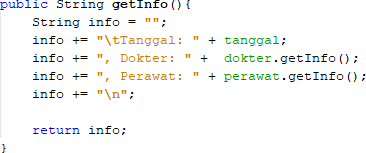 public String getInfo(){
String info = "";
info += "\tTanggal: " + tanggal;
info += ", Dokter: " +  dokter.getInfo();
info += ", Perawat: " + perawat.getInfo();
info += "\n";
return info;
}